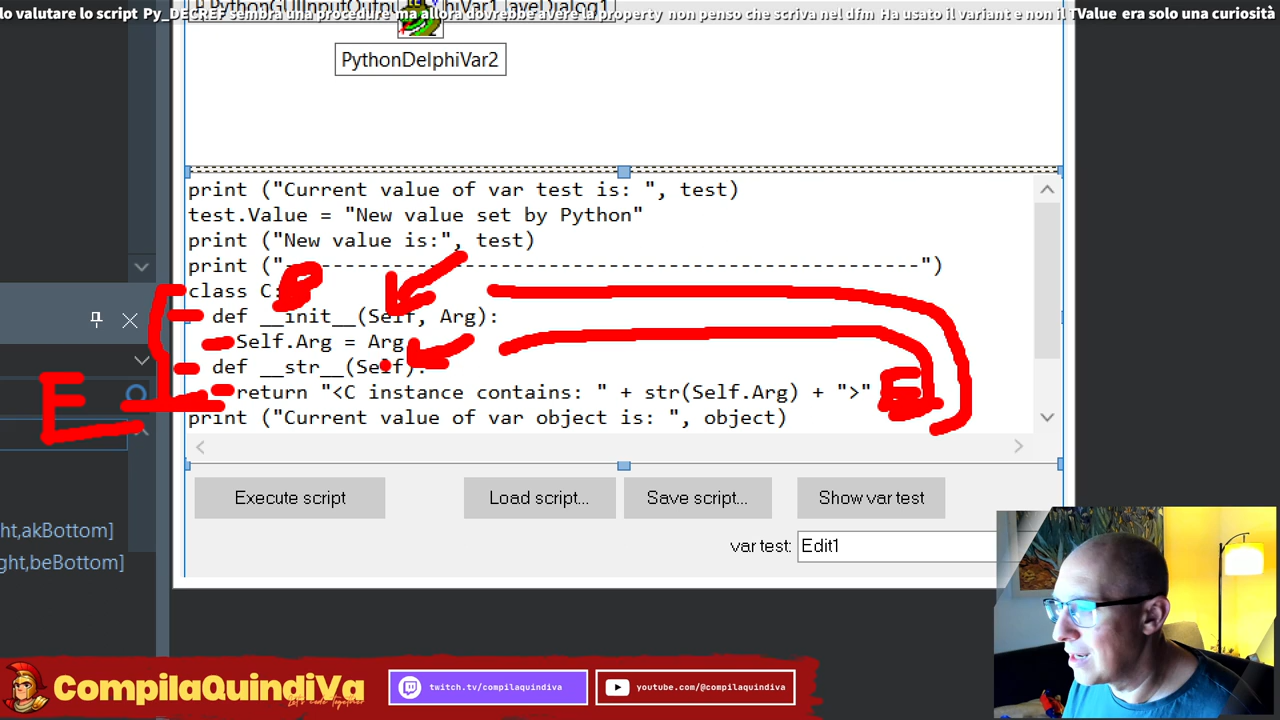 lo valutare lo script Py_DECREF sembra una procedure ma allora dovrebbe avere la property non penso che scriva nel dfm Ha usato il variant e non il TValue era solo una curiosità
PythonDelphiVar2
print ("Current value of var test is: ", test)
test.Value = "New value set by Python"
print ("New value is:", test)
print ("-----------------------------------------------------")
class C:
def __init__(Self, Arg):
Self.Arg = Arg
def __str__(Self):
return "<C instance contains: " + str(Self.Arg) + ">"
print ("Current value of var object is: ", object)
E
ht,akBottom]
ght,beBottom]
Execute script
Load script...
Save script...
Show var test
var test:
Edit1
CompilaQuindiVa
Let's Code Together
twitch.tv/compilaquindiva
youtube.com/@compilaquindiva